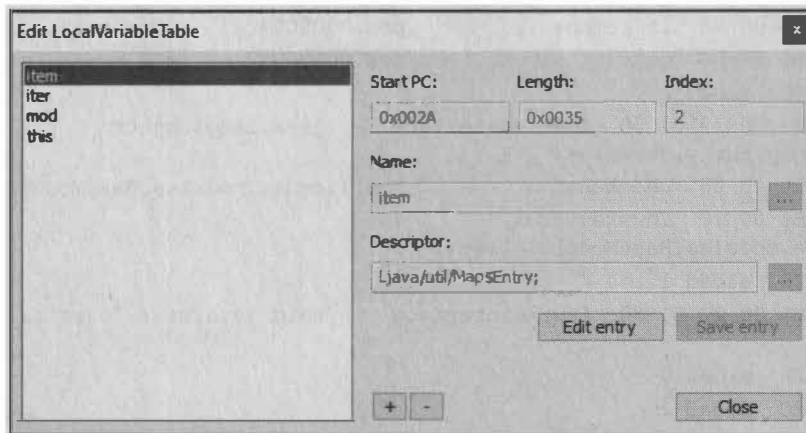 Edit LocalVariableTable
x
item
iter
mod
this
Start PC: Length: Index:
0x002A 0x0035 2
Name:
item
...
Descriptor:
Ljava/util/Map$Entry;
...
Edit entry Save entry
+ - Close